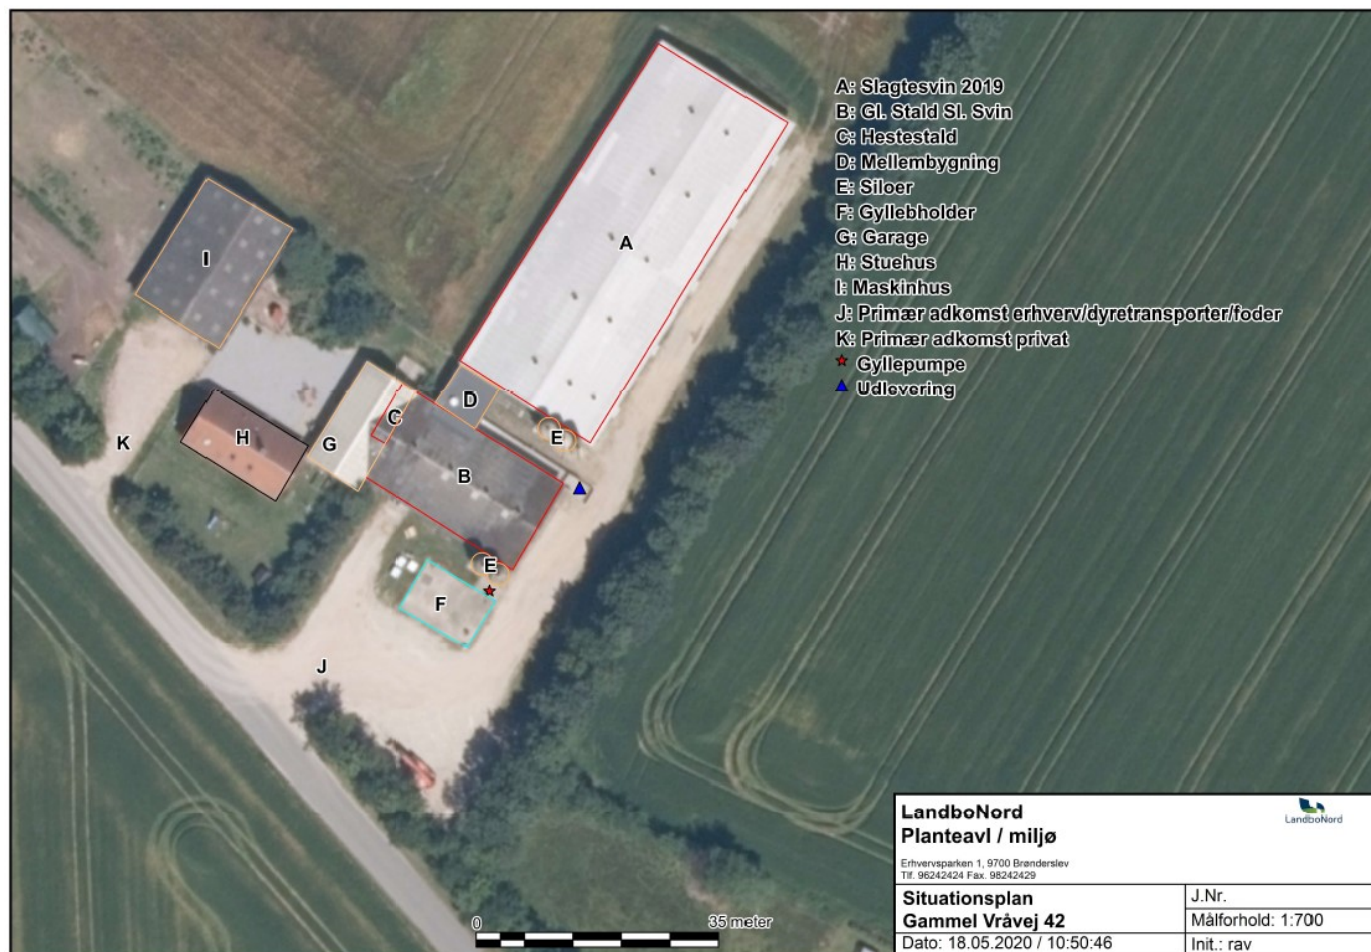 A: Slagtesvin 2019
B: Gl. Stald Sl. Svin
C: Hestestald
D: Mellembygning
E: Siloer
F: Gyllebholder
G: Garage
H: Stuehus
I: Maskinhus
J: Primær adkomst erhverv/dyretransporter/foder
K: Primær adkomst privat
Gyllepumpe
Udlevering
A
I
D
C
E
K
H
G
B
E
F
J
0 35 meter
LandboNord
Planteavl / miljø
LandboNord
Erhvervsparken 1, 9700 Brønderslev
Tlf. 96242424 Fax. 98242429
Situationsplan
Gammel Vråvej 42
J.Nr.
Målforhold: 1:700
Dato: 18.05.2020 / 10:50:46
Init.: rav